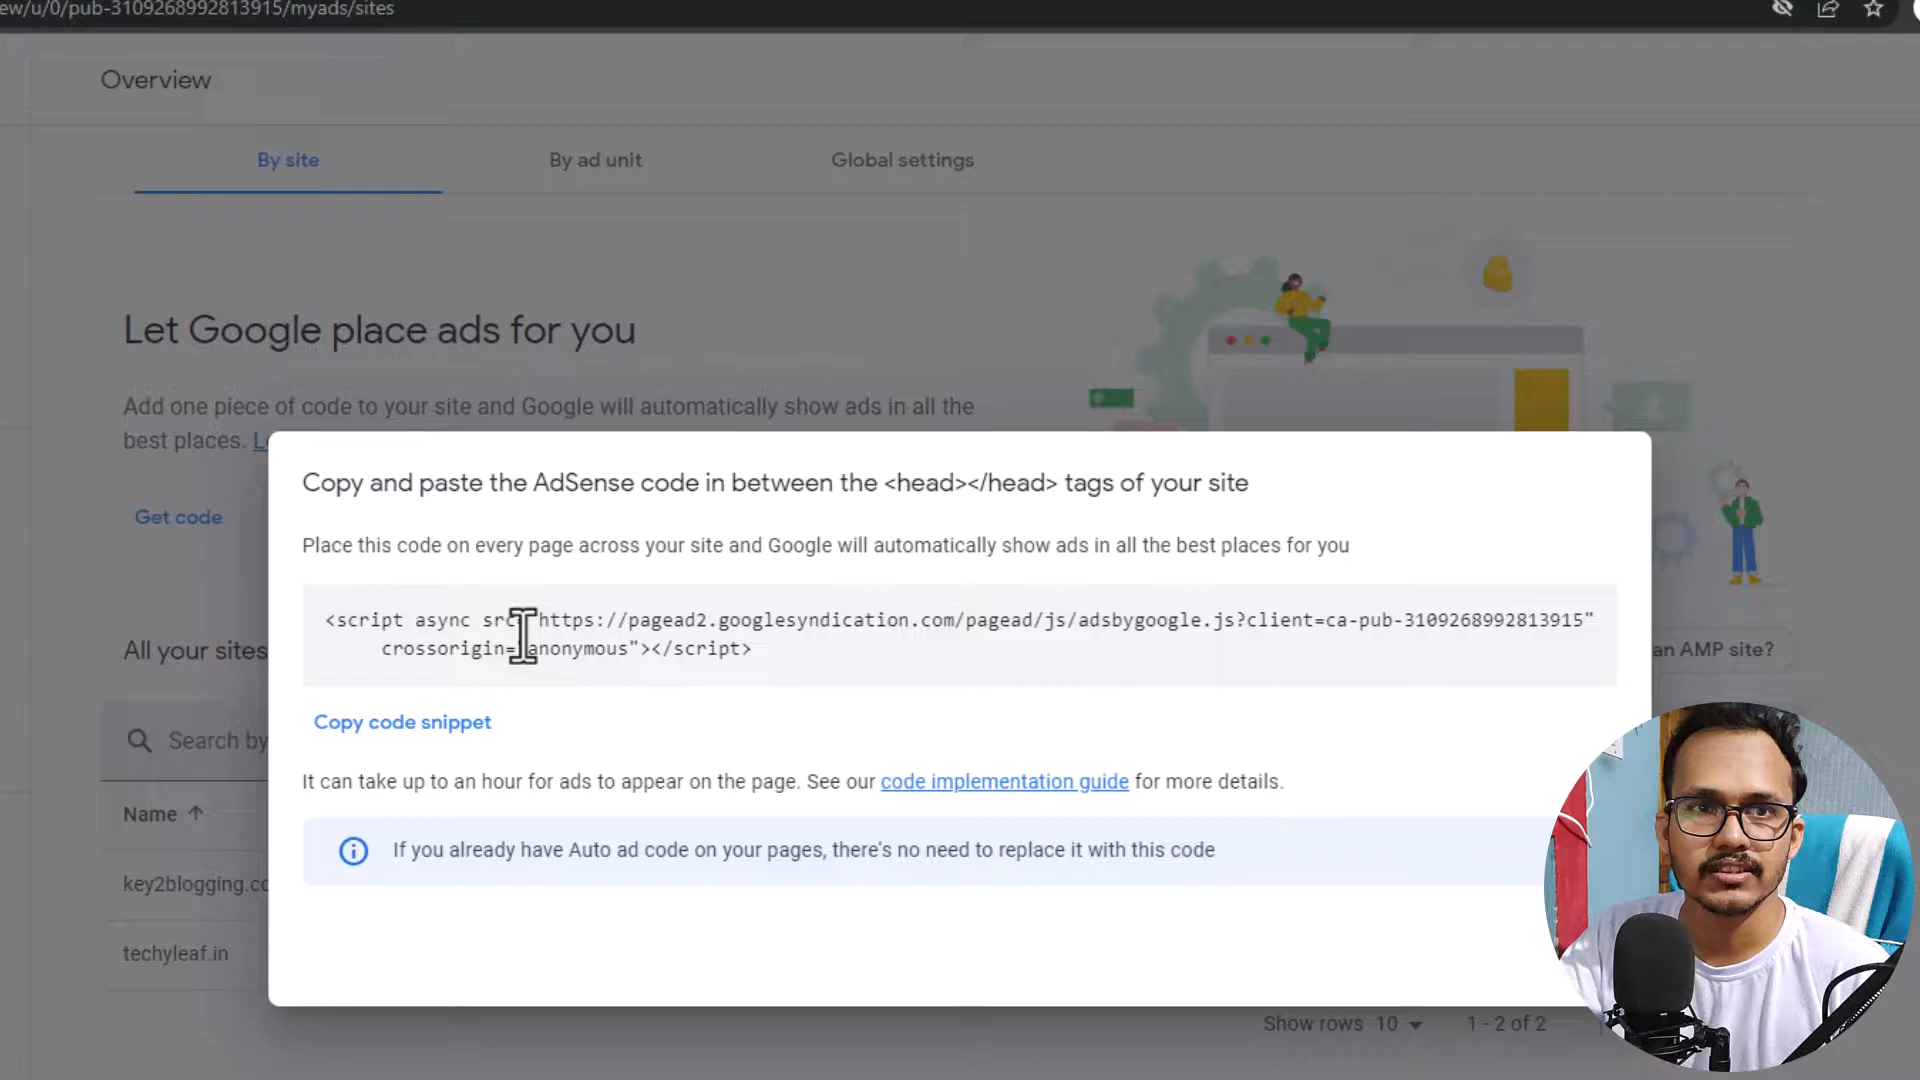 ew/u/0/pub-3109268992813915/myads/sites
Overview
By site
By ad unit
Global settings
Let Google place ads for you
Add one piece of code to your site and Google will automatically show ads in all the
best places.
Get code
Copy and paste the AdSense code in between the <head></head> tags of your site
Place this code on every page across your site and Google will automatically show ads in all the best places for you
<script async src="https://pagead2.googlesyndication.com/pagead/js/adsbygoogle.js?client=ca-pub-3109268992813915"
crossorigin="anonymous"></script>
Copy code snippet
It can take up to an hour for ads to appear on the page. See our code implementation guide for more details.
If you already have Auto ad code on your pages, there's no need to replace it with this code
All your sites
an AMP site?
Search by
Name
key2blogging.co
techyleaf.in
Show rows 10 1 - 2 of 2